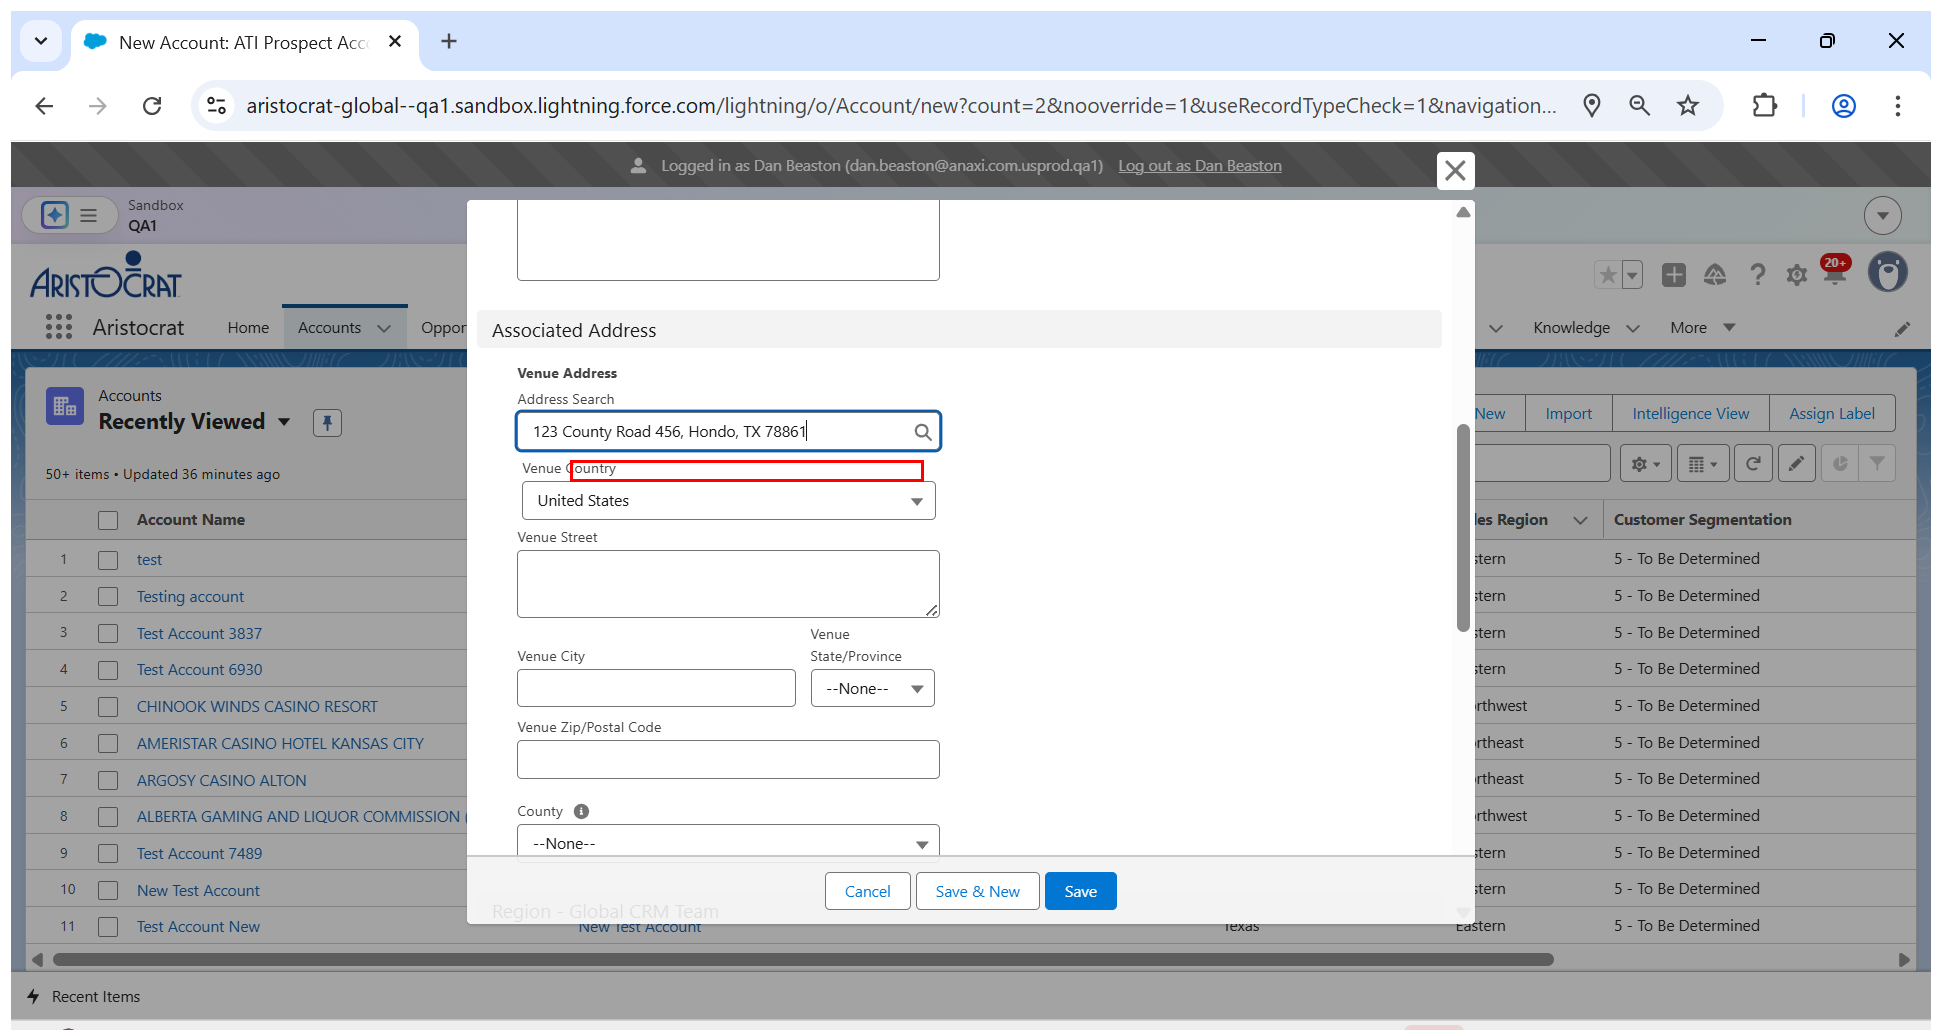 New Account: ATI Prospect Acc
aristocrat-global--qa1.sandbox.lightning.force.com/lightning/o/Account/new?count=2&nooverride=1&useRecordTypeCheck=1&navigation...
Logged in as Dan Beaston (dan.beaston@anaxi.com.usprod.qa1) Log out as Dan Beaston
Sandbox
QA1
ARISTOCRAT
20+
Aristocrat Home Accounts Oppor
Knowledge More
Accounts
Recently Viewed
New Import Intelligence View Assign Label
50+ items • Updated 36 minutes ago
Account Name
les Region Customer Segmentation
1 test stern 5 - To Be Determined
2 Testing account stern 5 - To Be Determined
3 Test Account 3837 stern 5 - To Be Determined
4 Test Account 6930 stern 5 - To Be Determined
5 CHINOOK WINDS CASINO RESORT rthwest 5 - To Be Determined
6 AMERISTAR CASINO HOTEL KANSAS CITY rtheast 5 - To Be Determined
7 ARGOSY CASINO ALTON rtheast 5 - To Be Determined
8 ALBERTA GAMING AND LIQUOR COMMISSION ( rthwest 5 - To Be Determined
9 Test Account 7489 stern 5 - To Be Determined
10 New Test Account stern 5 - To Be Determined
11 Test Account New New Test Account Texas Eastern 5 - To Be Determined
Associated Address
Venue Address
Address Search
123 County Road 456, Hondo, TX 78861
Venue Country
United States
Venue Street
Venue City
Venue State/Province
--None--
Venue Zip/Postal Code
County
--None--
Region - Global CRM Team
Cancel Save & New Save
Recent Items